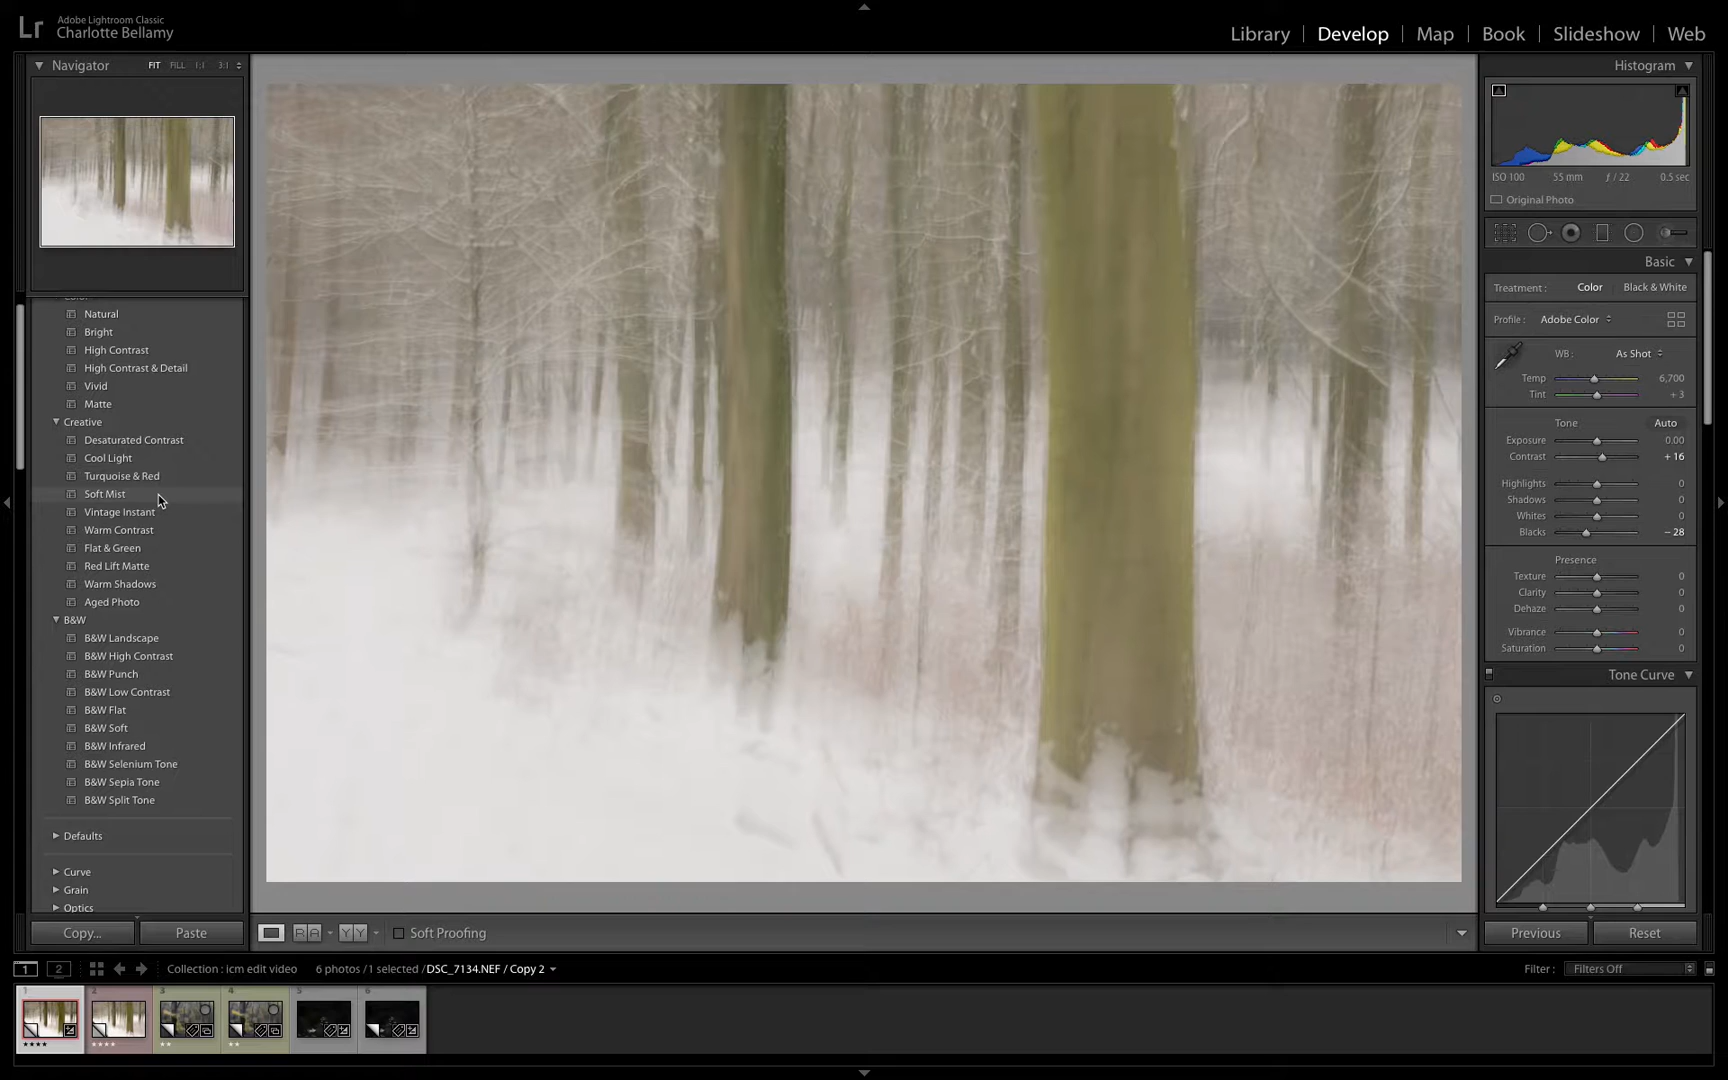 Lr
Adobe Lightroom Classic
Charlotte Bellamy
Library | Develop | Map | Book | Slideshow | Web
Navigator FIT FILL 1:1 3:1
Color
Natural
Bright
High Contrast
High Contrast & Detail
Vivid
Matte
Creative
Desaturated Contrast
Cool Light
Turquoise & Red
Soft Mist
Vintage Instant
Warm Contrast
Flat & Green
Red Lift Matte
Warm Shadows
Aged Photo
B&W
B&W Landscape
B&W High Contrast
B&W Punch
B&W Low Contrast
B&W Flat
B&W Soft
B&W Infrared
B&W Selenium Tone
B&W Sepia Tone
B&W Split Tone
Defaults
Curve
Grain
Optics
Copy... Paste
R A Y Y Soft Proofing
Histogram
ISO 100 55 mm ƒ / 22 0.5 sec
Original Photo
Basic
Treatment : Color Black & White
Profile : Adobe Color
WB : As Shot
Temp 6,700
Tint + 3
Tone Auto
Exposure 0.00
Contrast + 16
Highlights 0
Shadows 0
Whites 0
Blacks – 28
Presence
Texture 0
Clarity 0
Dehaze 0
Vibrance 0
Saturation 0
Tone Curve
Previous Reset
1 2 Collection : icm edit video 6 photos / 1 selected / DSC_7134.NEF / Copy 2 Filter : Filters Off
1 2 3 4 5 6